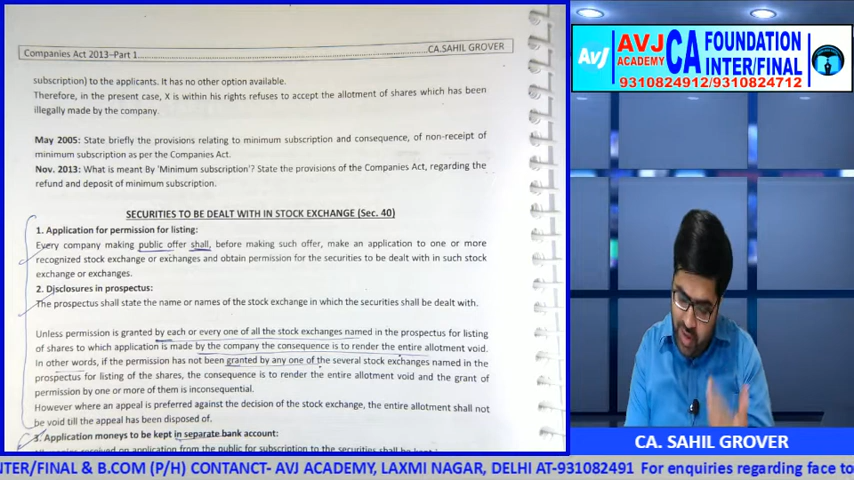 Companies Act 2013–Part 1
CA.SAHIL GROVER
subscription) to the applicants. It has no other option available.
Therefore, in the present case, X is within his rights refuses to accept the allotment of shares which has been
illegally made by the company.
May 2005: State briefly the provisions relating to minimum subscription and consequence, of non-receipt of
minimum subscription as per the Companies Act.
Nov. 2013: What is meant By 'Minimum subscription'? State the provisions of the Companies Act, regarding the
refund and deposit of minimum subscription.
SECURITIES TO BE DEALT WITH IN STOCK EXCHANGE (Sec. 40)
1. Application for permission for listing:
Every company making public offer shall, before making such offer, make an application to one or more
recognized stock exchange or exchanges and obtain permission for the securities to be dealt with in such stock
exchange or exchanges.
2. Disclosures in prospectus:
The prospectus shall state the name or names of the stock exchange in which the securities shall be dealt with.
Unless permission is granted by each or every one of all the stock exchanges named in the prospectus for listing
of shares to which application is made by the company the consequence is to render the entire allotment void.
In other words, if the permission has not been granted by any one of the several stock exchanges named in the
prospectus for listing of the shares, the consequence is to render the entire allotment void and the grant of
permission by one or more of them is inconsequential.
However where an appeal is preferred against the decision of the stock exchange, the entire allotment shall not
be void till the appeal has been disposed of.
3. Application moneys to be kept in separate bank account:
received on application from the public for subscription to the securities shall be kept
AVJ
AVJ
ACADEMY
CA
FOUNDATION
INTER/FINAL
9310824912/9310824712
CA. SAHIL GROVER
NTER/FINAL & B.COM (P/H) CONTANCT- AVJ ACADEMY, LAXMI NAGAR, DELHI AT-931082491 For enquiries regarding face to